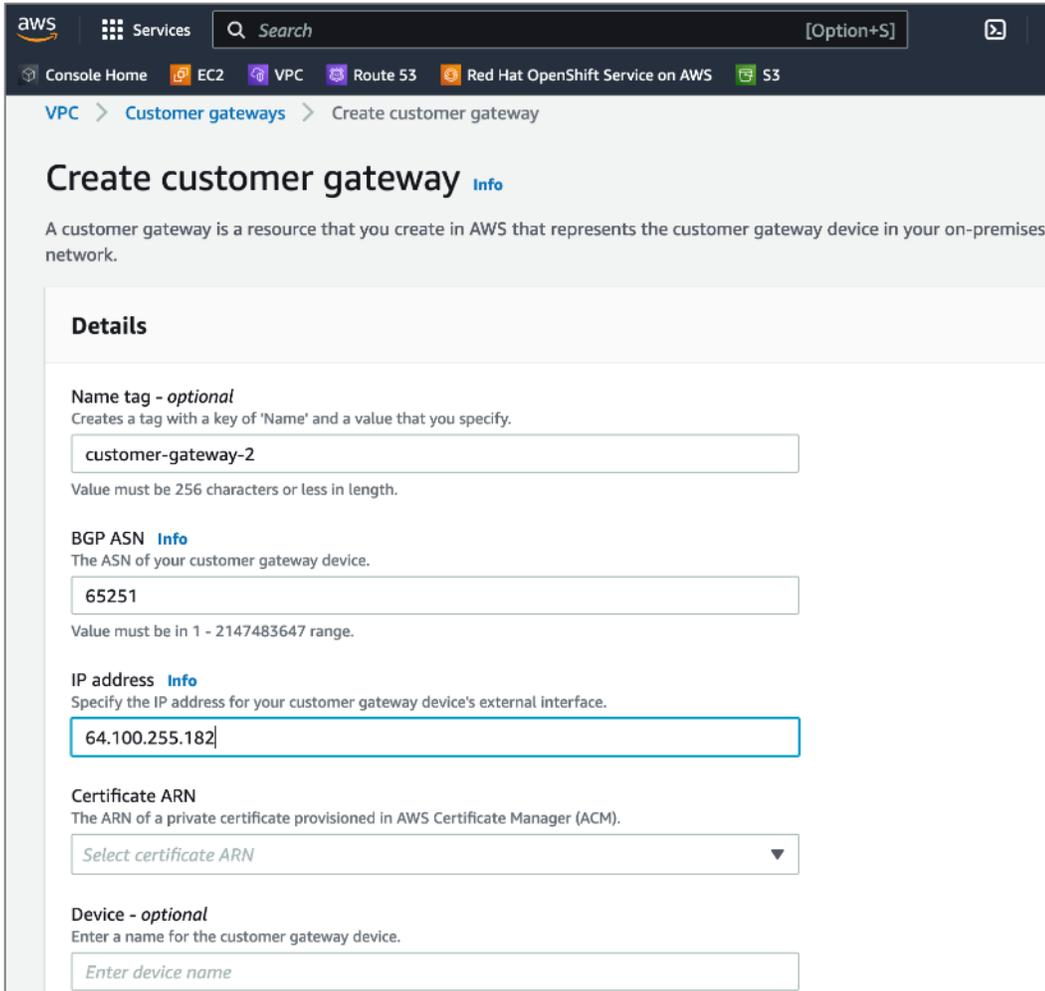 aws Services Search [Option+S]
Console Home EC2 VPC Route 53 Red Hat OpenShift Service on AWS S3
VPC > Customer gateways > Create customer gateway
Create customer gateway Info
A customer gateway is a resource that you create in AWS that represents the customer gateway device in your on-premises
network.
Details
Name tag - optional
Creates a tag with a key of 'Name' and a value that you specify.
customer-gateway-2
Value must be 256 characters or less in length.
BGP ASN Info
The ASN of your customer gateway device.
65251
Value must be in 1 - 2147483647 range.
IP address Info
Specify the IP address for your customer gateway device's external interface.
64.100.255.182
Certificate ARN
The ARN of a private certificate provisioned in AWS Certificate Manager (ACM).
Select certificate ARN
Device - optional
Enter a name for the customer gateway device.
Enter device name